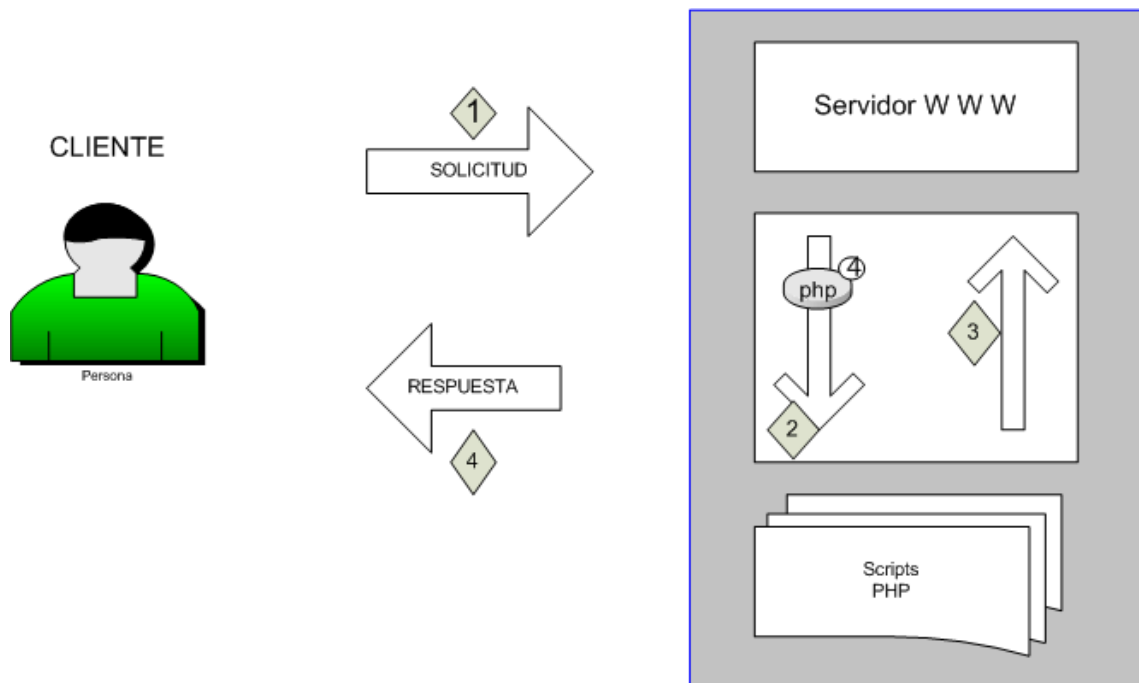 CLIENTE
Persona
1
SOLICITUD
RESPUESTA
4
Servidor W W W
php
4
2
3
Scripts
PHP